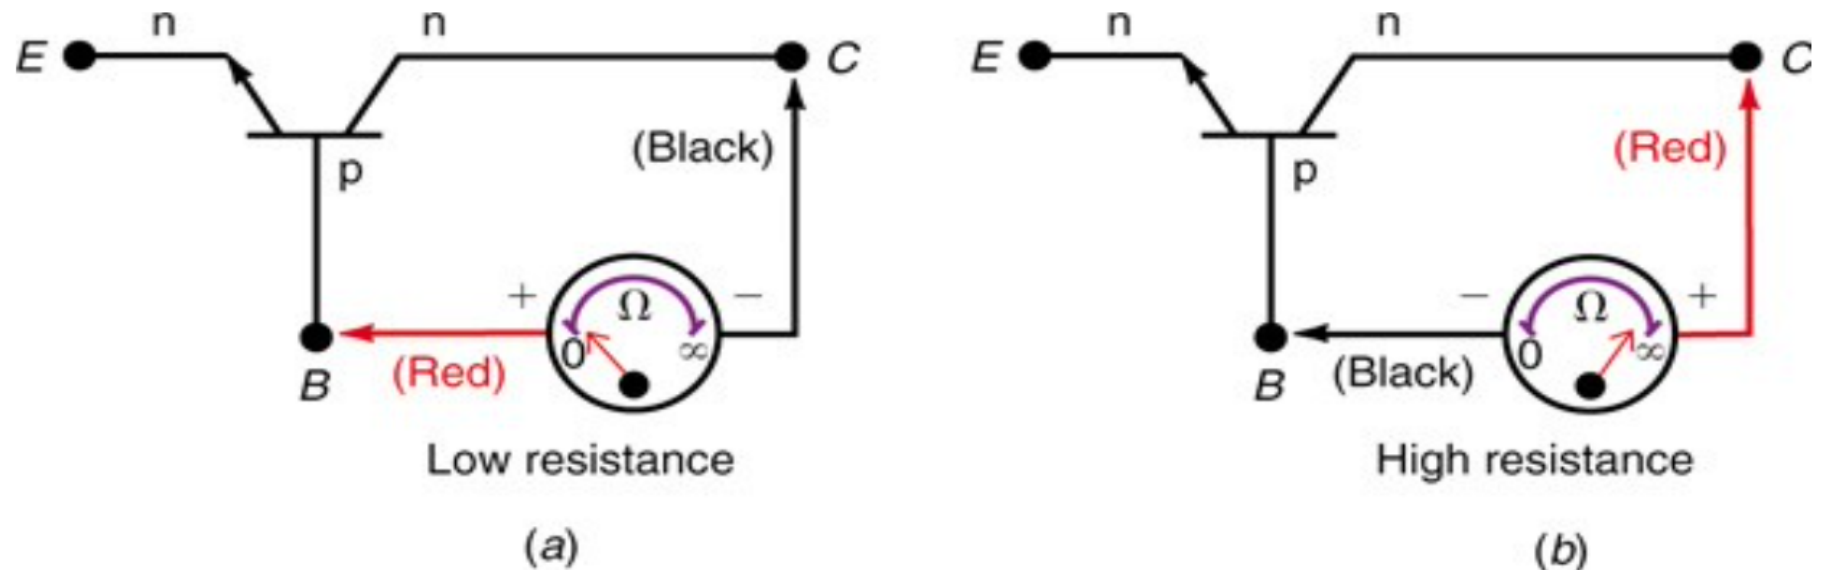 n n n n
E C E C
(Black) (Red)
p p
+ − − +
Ω Ω
0 ∞ 0 ∞
(Red) (Black)
B B
Low resistance High resistance
(a) (b)